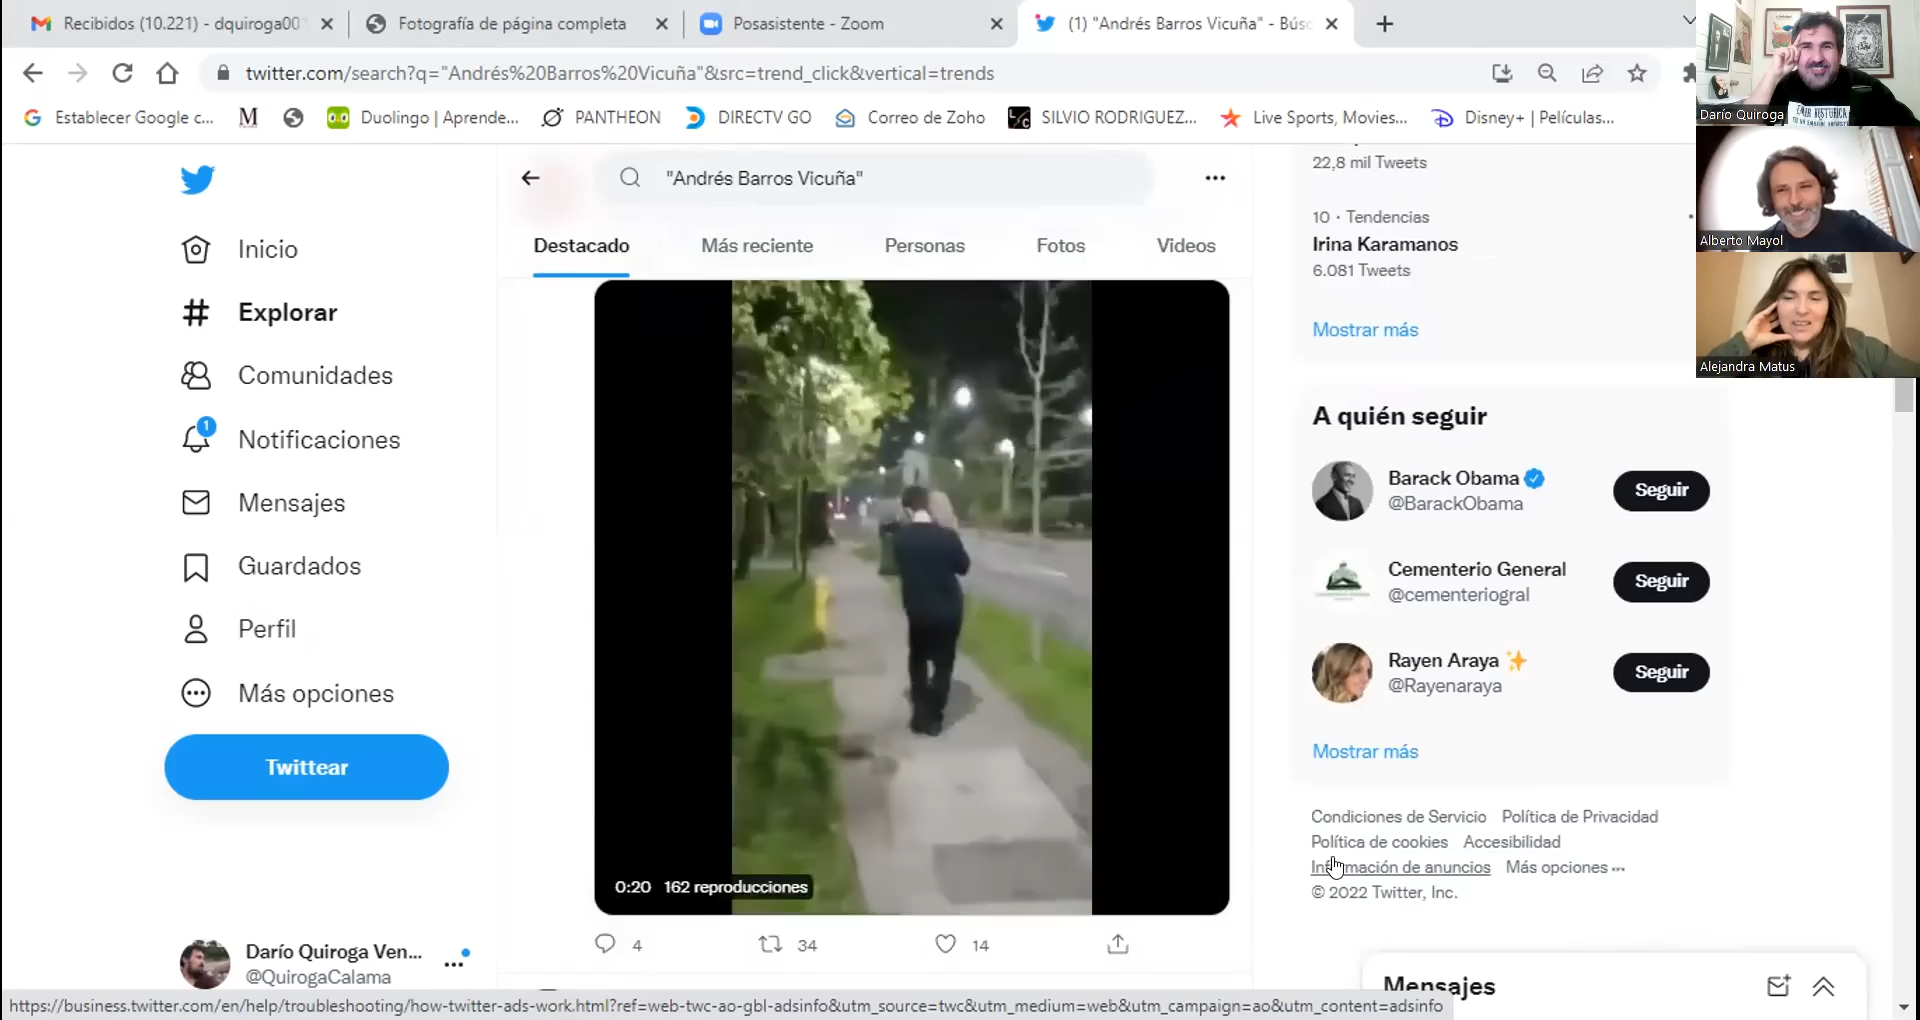 Recibidos (10.221) - dquiroga00
Fotografía de página completa
Posasistente - Zoom
(1) "Andrés Barros Vicuña" - Búsc
twitter.com/search?q="Andrés%20Barros%20Vicuña"&src=trend_click&vertical=trends
Establecer Google c...
M
Duolingo | Aprende...
PANTHEON
DIRECTV GO
Correo de Zoho
SILVIO RODRIGUEZ...
Live Sports, Movies...
Disney+ | Películas...
Darío Quiroga
Alberto Mayol
Alejandra Matus
Inicio
Explorar
Comunidades
1
Notificaciones
Mensajes
Guardados
Perfil
Más opciones
Twittear
Darío Quiroga Ven...
@QuirogaCalama
"Andrés Barros Vicuña"
Destacado
Más reciente
Personas
Fotos
Videos
0:20 162 reproducciones
4
34
14
22,8 mil Tweets
10 · Tendencias
Irina Karamanos
6.081 Tweets
Mostrar más
A quién seguir
Barack Obama
@BarackObama
Seguir
Cementerio General
@cementeriogral
Seguir
Rayen Araya
@Rayenaraya
Seguir
Mostrar más
Condiciones de Servicio Política de Privacidad
Política de cookies Accesibilidad
Información de anuncios Más opciones ···
© 2022 Twitter, Inc.
Mensajes
https://business.twitter.com/en/help/troubleshooting/how-twitter-ads-work.html?ref=web-twc-ao-gbl-adsinfo&utm_source=twc&utm_medium=web&utm_campaign=ao&utm_content=adsinfo